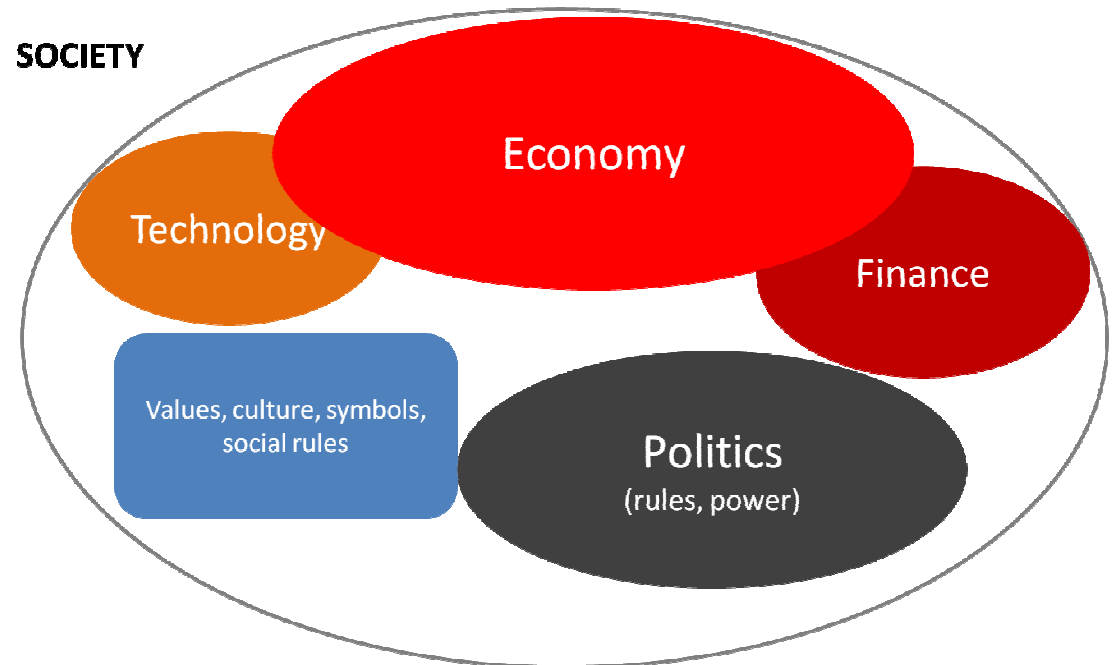 SOCIETY
Economy
Technology
Finance
Values, culture, symbols,
social rules
Politics
(rules, power)